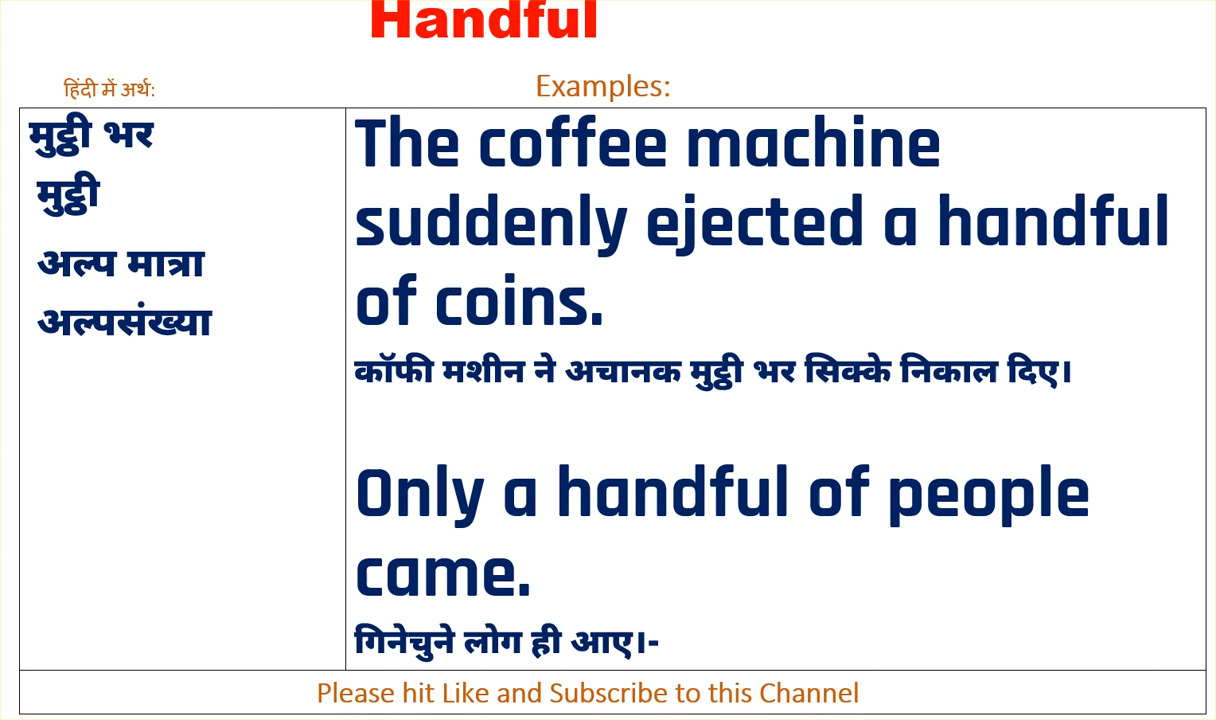 Handful
हिंदी में अर्थ:
Examples:
मुट्ठी भर
मुट्ठी
अल्प मात्रा
अल्पसंख्या
The coffee machine
suddenly ejected a handful
of coins.
कॉफी मशीन ने अचानक मुट्ठी भर सिक्के निकाल दिए।
Only a handful of people
came.
गिनेचुने लोग ही आए।-
Please hit Like and Subscribe to this Channel